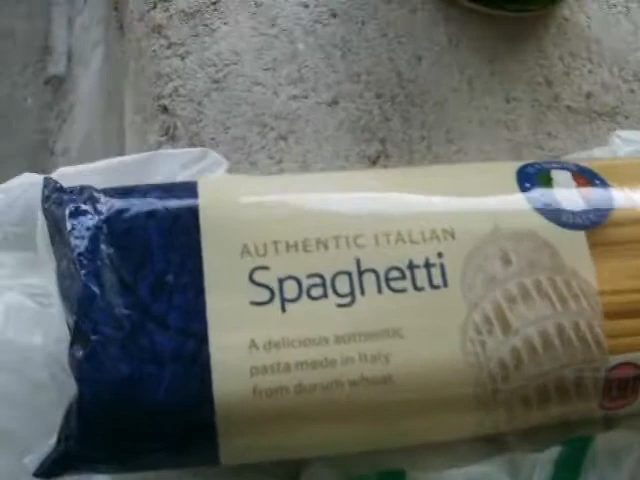 AUTHENTIC ITALIAN
Spaghetti
A delicious authentic
pasta made in Italy
from durum wheat